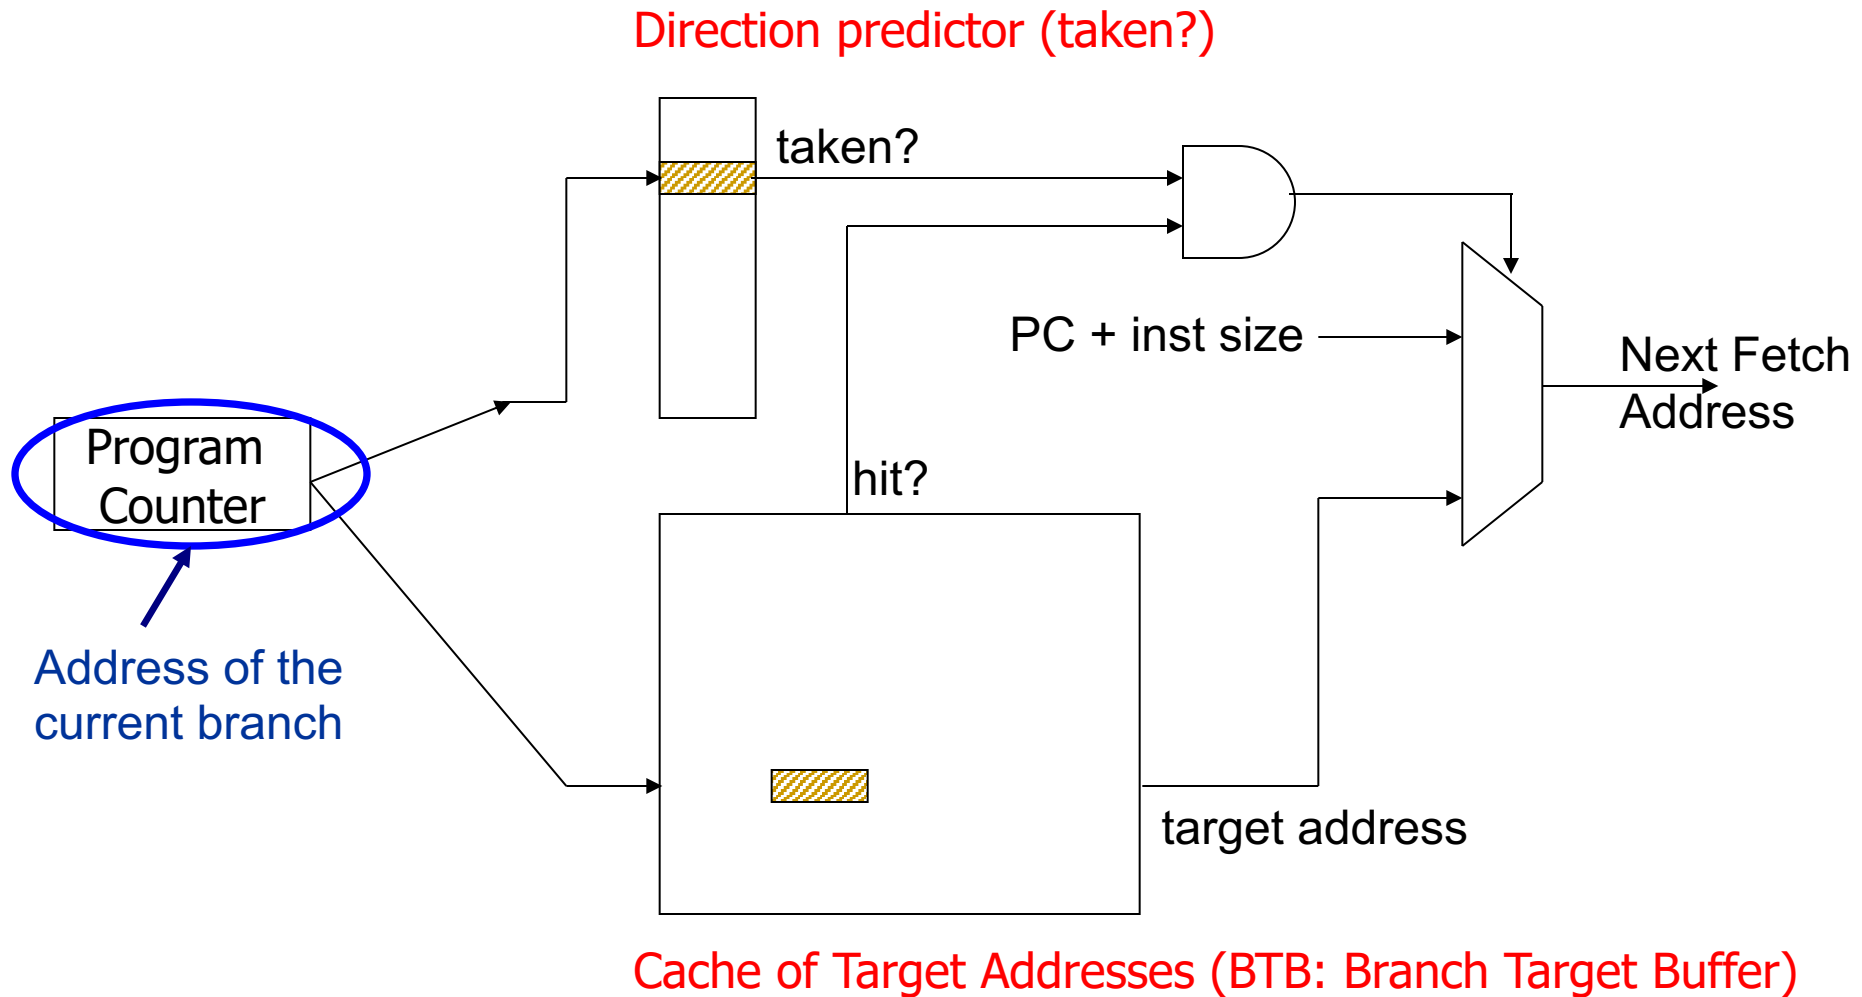 Direction predictor (taken?)
taken?
PC + inst size
Next Fetch
Address
Program
Counter
hit?
Address of the
current branch
target address
Cache of Target Addresses (BTB: Branch Target Buffer)